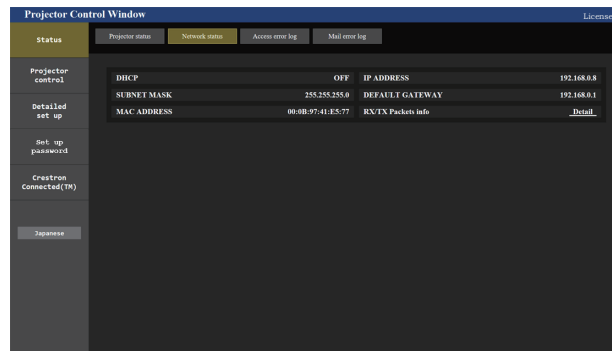 Projector Control Window
License
Status
Projector status
Network status
Access error log
Mail error log
Projector
control
Detailed
set up
Set up
password
Crestron
Connected(TM)
Japanese
DHCP OFF IP ADDRESS 192.168.0.8
SUBNET MASK 255.255.255.0 DEFAULT GATEWAY 192.168.0.1
MAC ADDRESS 00:0B:97:41:E5:77 RX/TX Packets info Detail